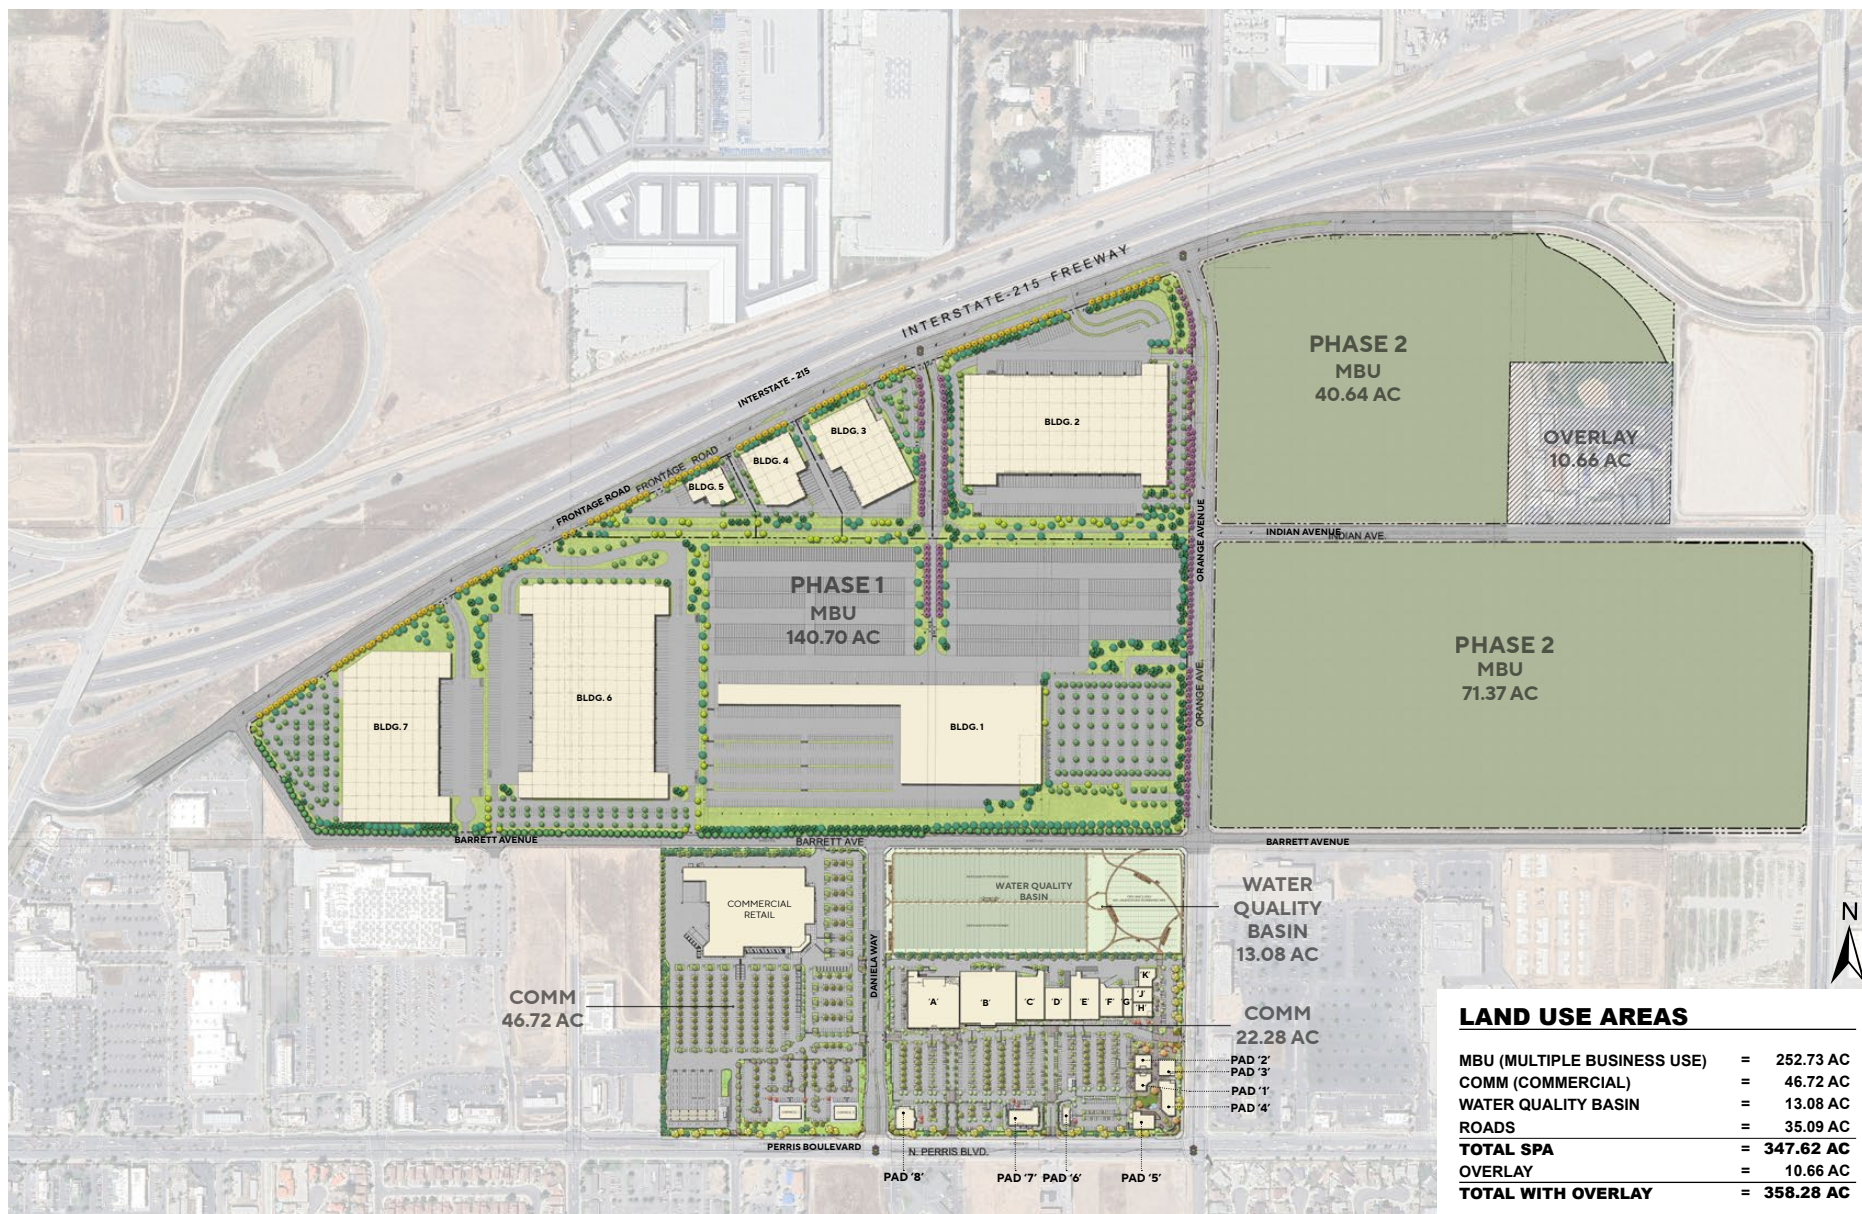 INTERSTATE-215 FREEWAY
INTERSTATE - 215
FRONTAGE ROAD
FRONTAGE ROAD
PHASE 2
MBU
40.64 AC
OVERLAY
10.66 AC
BLDG. 2
BLDG. 3
BLDG. 4
BLDG. 5
ORANGE AVENUE
INDIAN AVENUE
INDIAN AVE.
PHASE 1
MBU
140.70 AC
PHASE 2
MBU
71.37 AC
ORANGE AVE.
BLDG. 6
BLDG. 7
BLDG. 1
BARRETT AVENUE
BARRETT AVE
BARRETT AVENUE
COMMERCIAL
RETAIL
WATER QUALITY
BASIN
WATER
QUALITY
BASIN
13.08 AC
DANIELA WAY
N
COMM
46.72 AC
'A'
'B'
'C'
'D'
'E'
'F'
'G'
'H'
'J'
'K'
COMM
22.28 AC
PAD '2'
PAD '3'
PAD '1'
PAD '4'
PERRIS BOULEVARD
N. PERRIS BLVD.
PAD '8'
PAD '7'
PAD '6'
PAD '5'
LAND USE AREAS
MBU (MULTIPLE BUSINESS USE) = 252.73 AC
COMM (COMMERCIAL) = 46.72 AC
WATER QUALITY BASIN = 13.08 AC
ROADS = 35.09 AC
TOTAL SPA = 347.62 AC
OVERLAY = 10.66 AC
TOTAL WITH OVERLAY = 358.28 AC